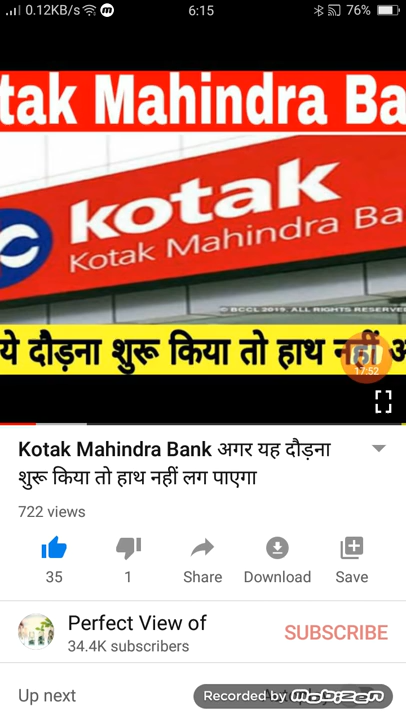 0.12KB/s
6:15
76%
tak Mahindra Ba
kotak
Kotak Mahindra Ba
© BCCL 2019. ALL RIGHTS RESERVED
ये दौड़ना शुरू किया तो हाथ नहीं अ
17:52
Kotak Mahindra Bank अगर यह दौड़ना
शुरू किया तो हाथ नहीं लग पाएगा
722 views
35
1
Share
Download
Save
Perfect View of
34.4K subscribers
SUBSCRIBE
Up next
Recorded by mobizen